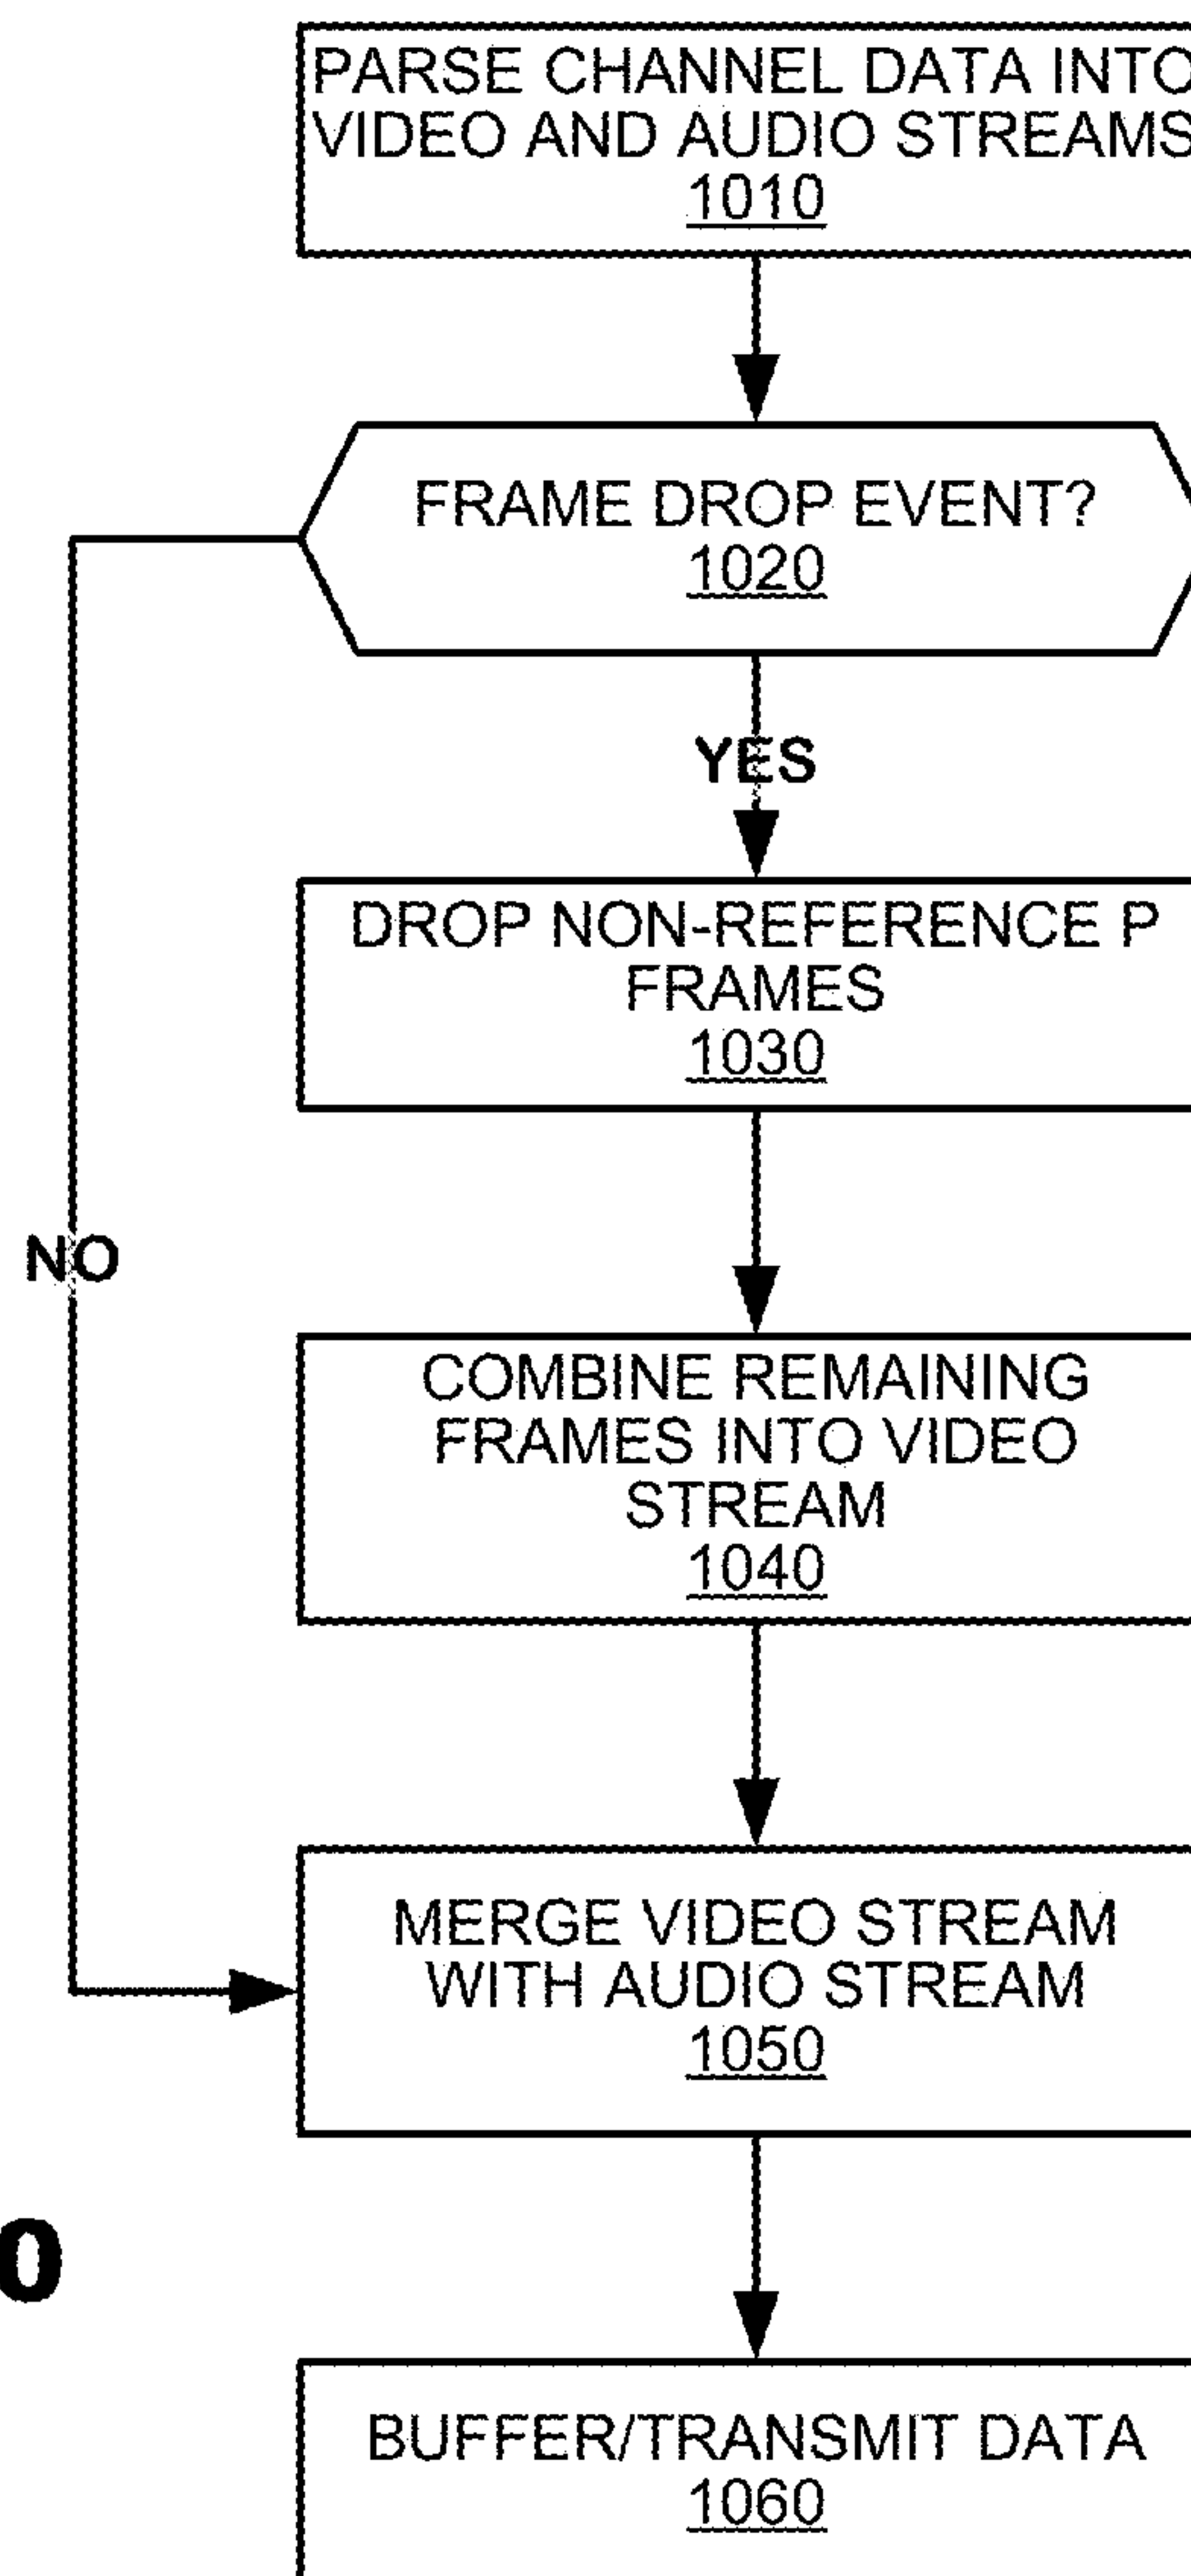 PARSE CHANNEL DATA INTO
VIDEO AND AUDIO STREAMS
1010
FRAME DROP EVENT?
1020
YES
DROP NON-REFERENCE P
FRAMES
1030
NO
COMBINE REMAINING
FRAMES INTO VIDEO
STREAM
1040
MERGE VIDEO STREAM
WITH AUDIO STREAM
1050
0
BUFFER/TRANSMIT DATA
1060